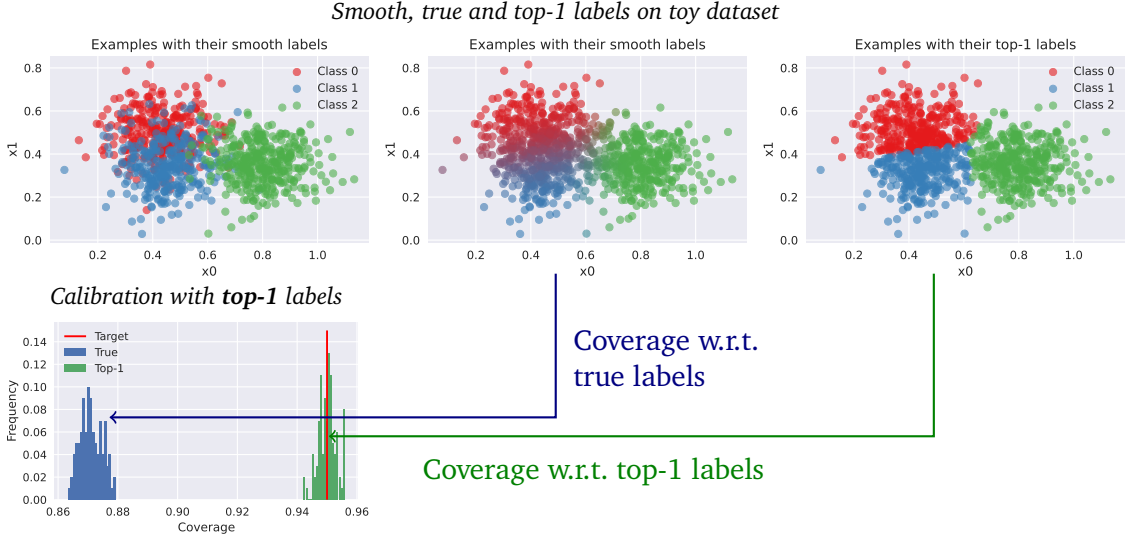 Smooth, true and top-1 labels on toy dataset
Examples with their smooth labels
Class 0
Class 1
Class 2
0.8
0.6
0.4
0.2
0.0
x1
0.2 0.4 0.6 0.8 1.0
x0
Examples with their smooth labels
0.8
0.6
0.4
0.2
0.0
x1
0.2 0.4 0.6 0.8 1.0
x0
Examples with their top-1 labels
Class 0
Class 1
Class 2
0.8
0.6
0.4
0.2
0.0
x1
0.2 0.4 0.6 0.8 1.0
x0
Calibration with top-1 labels
Target
True
Top-1
0.14
0.12
0.10
0.08
0.06
0.04
0.02
0.00
Frequency
0.86 0.88 0.90 0.92 0.94 0.96
Coverage
Coverage w.r.t.
true labels
Coverage w.r.t. top-1 labels